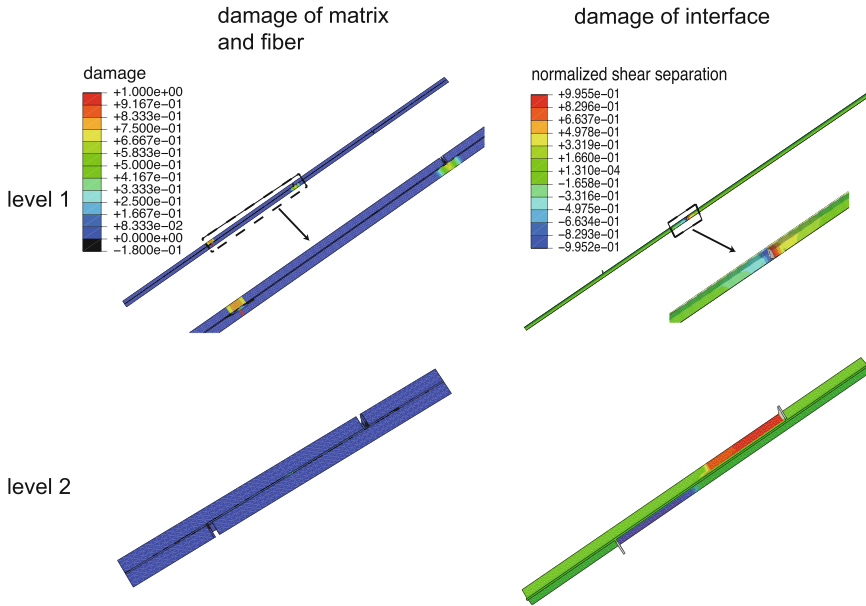 damage of matrix
and fiber
damage of interface
damage
+1.000e+00
+9.167e−01
+8.333e−01
+7.500e−01
+6.667e−01
+5.833e−01
+5.000e−01
+4.167e−01
+3.333e−01
+2.500e−01
+1.667e−01
+8.333e−02
+0.000e+00
−1.800e−01
normalized shear separation
+9.955e−01
+8.296e−01
+6.637e−01
+4.978e−01
+3.319e−01
+1.660e−01
+1.310e−04
−1.658e−01
−3.316e−01
−4.975e−01
−6.634e−01
−8.293e−01
−9.952e−01
level 1
level 2